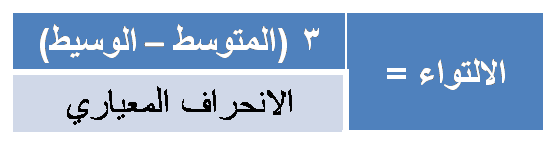 الالتواء =
٣ (المتوسط – الوسيط)
الانحراف المعياري